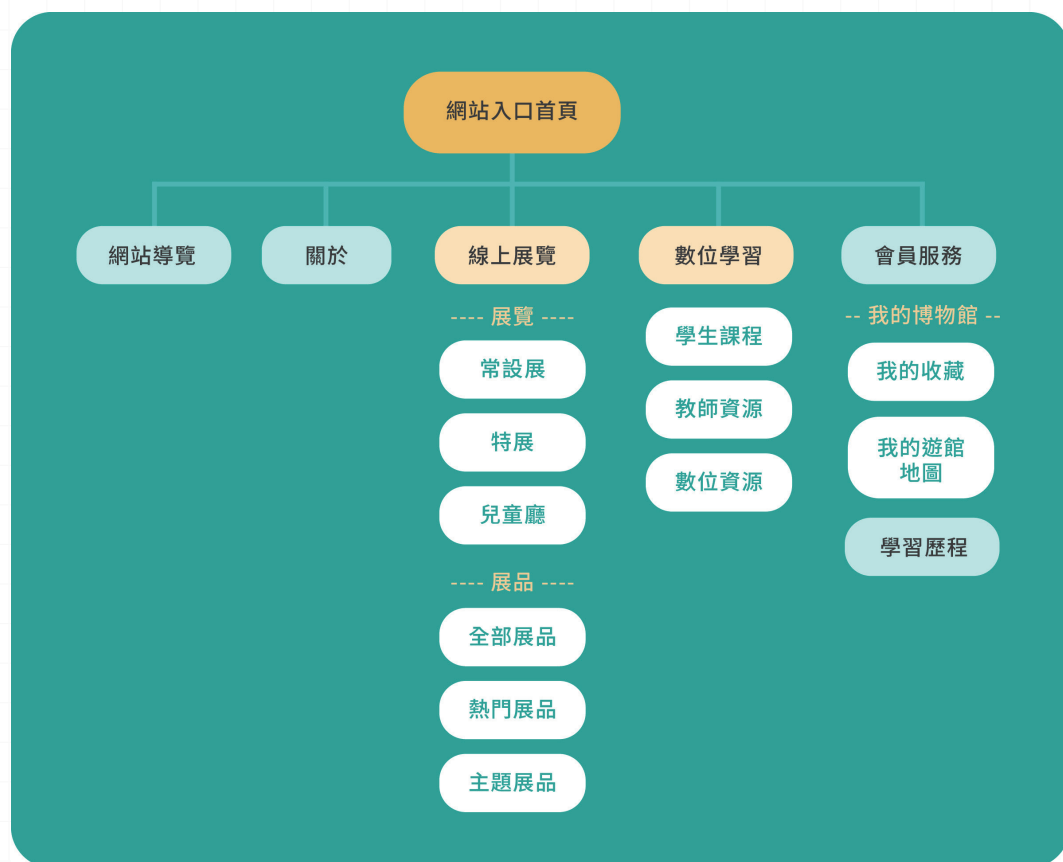 網站入口首頁
網站導覽
關於
線上展覽
數位學習
會員服務
---- 展覽 ----
常設展
特展
兒童廳
---- 展品 ----
全部展品
熱門展品
主題展品
學生課程
教師資源
數位資源
-- 我的博物館 --
我的收藏
我的遊館
地圖
學習歷程